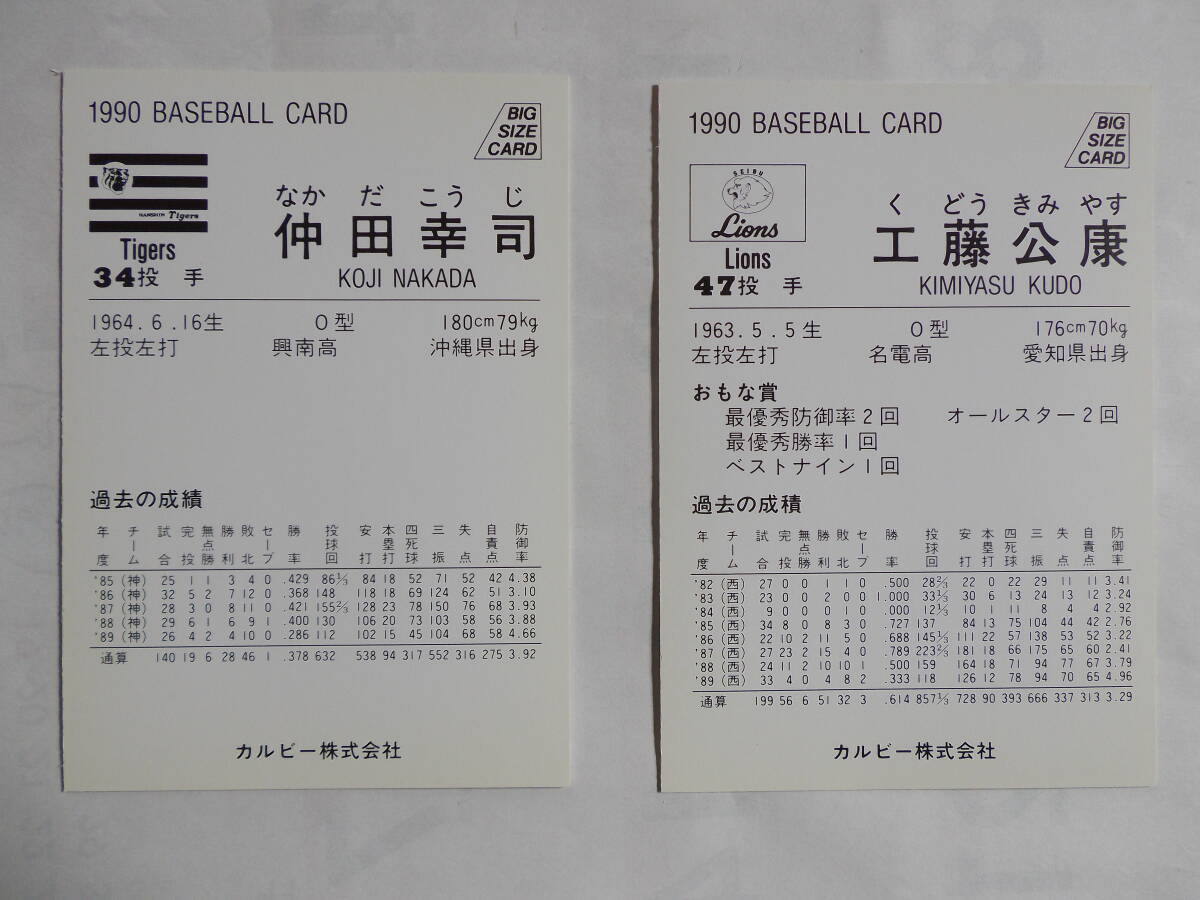 1990 BASEBALL CARD
BIG
SIZE
CARD
HANSHIN Tigers
Tigers
34投手
なか だ こう じ
仲田幸司
KOJI NAKADA
1964.6.16生 O型 180cm79kg
左投左打 興南高 沖縄県出身
過去の成績
年度 チーム 試合 完投 無点勝 勝利 敗北 セーブ 勝率 投球回 安打 本塁打 四死球 三振 失点 自責点 防御率
'85(神) 25 1 1 3 4 0 .429 86⅓ 84 18 52 71 52 42 4.38
'86(神) 32 5 2 7 12 0 .368 148 118 18 69 124 62 51 3.10
'87(神) 28 3 0 8 11 0 .421 155⅔ 128 23 78 150 76 68 3.93
'88(神) 29 6 1 6 9 1 .400 130 106 20 73 103 58 56 3.88
'89(神) 26 4 2 4 10 0 .286 112 102 15 45 104 68 58 4.66
通算 140 19 6 28 46 1 .378 632 538 94 317 552 316 275 3.92
カルビー株式会社
1990 BASEBALL CARD
BIG
SIZE
CARD
SEIBU
Lions
Lions
47投手
く どう きみ やす
工藤公康
KIMIYASU KUDO
1963.5.5生 O型 176cm70kg
左投左打 名電高 愛知県出身
おもな賞
最優秀防御率2回 オールスター2回
最優秀勝率1回
ベストナイン1回
過去の成積
年度 チーム 試合 完投 無点勝 勝利 敗北 セーブ 勝率 投球回 安打 本塁打 四死球 三振 失点 自責点 防御率
'82(西) 27 0 0 1 1 0 .500 28⅔ 22 0 22 29 11 11 3.41
'83(西) 23 0 0 2 0 0 1.000 33⅓ 30 6 13 24 13 12 3.24
'84(西) 9 0 0 0 1 0 .000 12⅓ 10 1 11 8 4 4 2.92
'85(西) 34 8 0 8 3 0 .727 137 84 13 75 104 44 42 2.76
'86(西) 22 10 2 11 5 0 .688 145⅓ 111 22 57 138 53 52 3.22
'87(西) 27 23 2 15 4 0 .789 223⅔ 181 18 66 175 65 60 2.41
'88(西) 24 11 2 10 10 1 .500 159 164 18 71 94 77 67 3.79
'89(西) 33 4 0 4 8 2 .333 118 126 12 78 94 70 65 4.96
通算 199 56 6 51 32 3 .614 857⅓ 728 90 393 666 337 313 3.29
カルビー株式会社